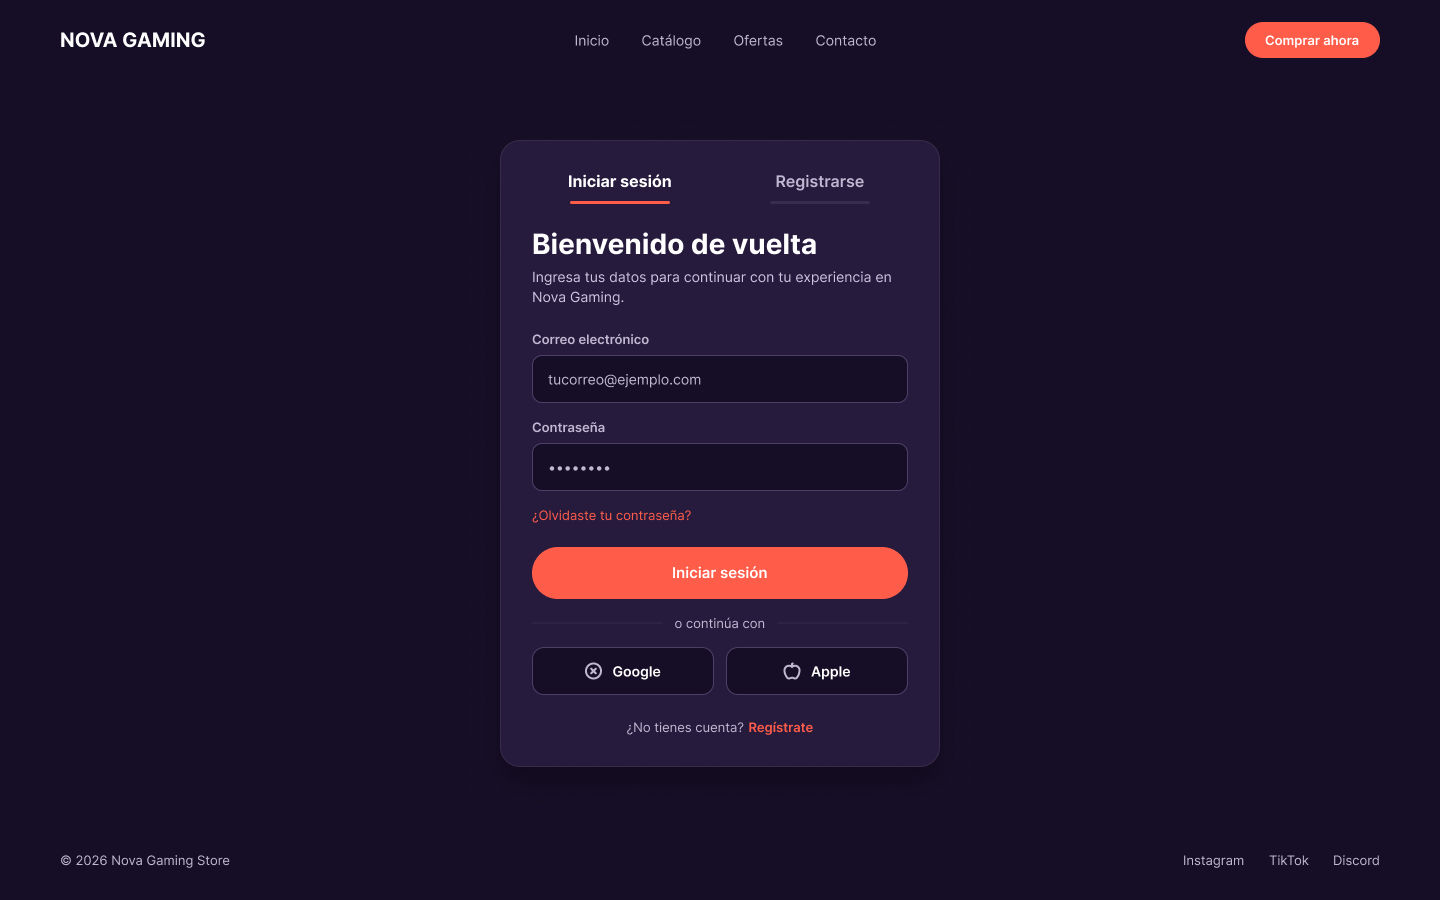 NOVA GAMING
Inicio
Catálogo
Ofertas
Contacto
Comprar ahora
Iniciar sesión
Registrarse
Bienvenido de vuelta
Ingresa tus datos para continuar con tu experiencia en
Nova Gaming.
Correo electrónico
tucorreo@ejemplo.com
Contraseña
••••••••
¿Olvidaste tu contraseña?
Iniciar sesión
o continúa con
Google
Apple
¿No tienes cuenta? Regístrate
© 2026 Nova Gaming Store
Instagram
TikTok
Discord